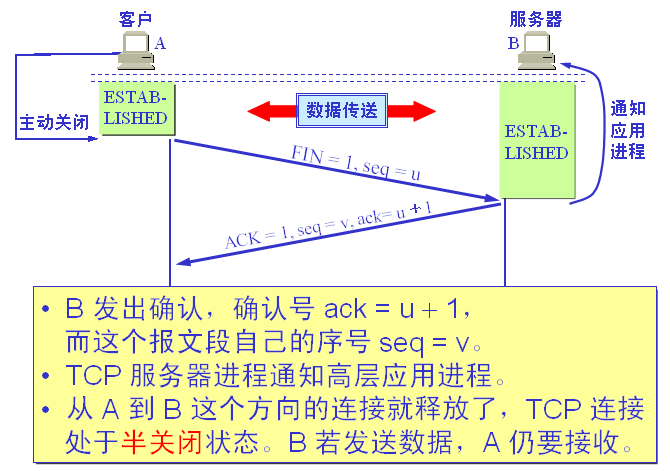 客户
服务器
A
B
ESTAB-
LISHED
主动关闭
数据传送
ESTAB-
LISHED
通知
应用
进程
FIN = 1, seq = u
ACK = 1, seq = v, ack= u + 1
• B 发出确认，确认号 ack = u + 1，
而这个报文段自己的序号 seq = v。
• TCP 服务器进程通知高层应用进程。
• 从 A 到 B 这个方向的连接就释放了，TCP 连接
处于半关闭状态。B 若发送数据，A 仍要接收。